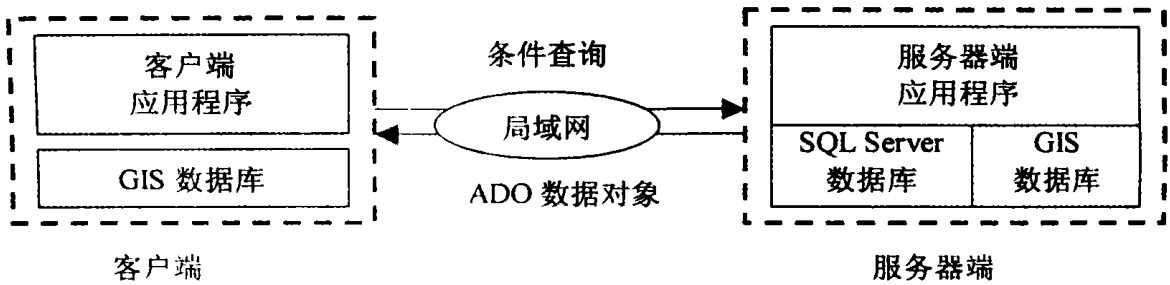 客户端
应用程序
GIS 数据库
客户端
条件查询
局域网
ADO 数据对象
服务器端
应用程序
SQL Server
数据库
GIS
数据库
服务器端